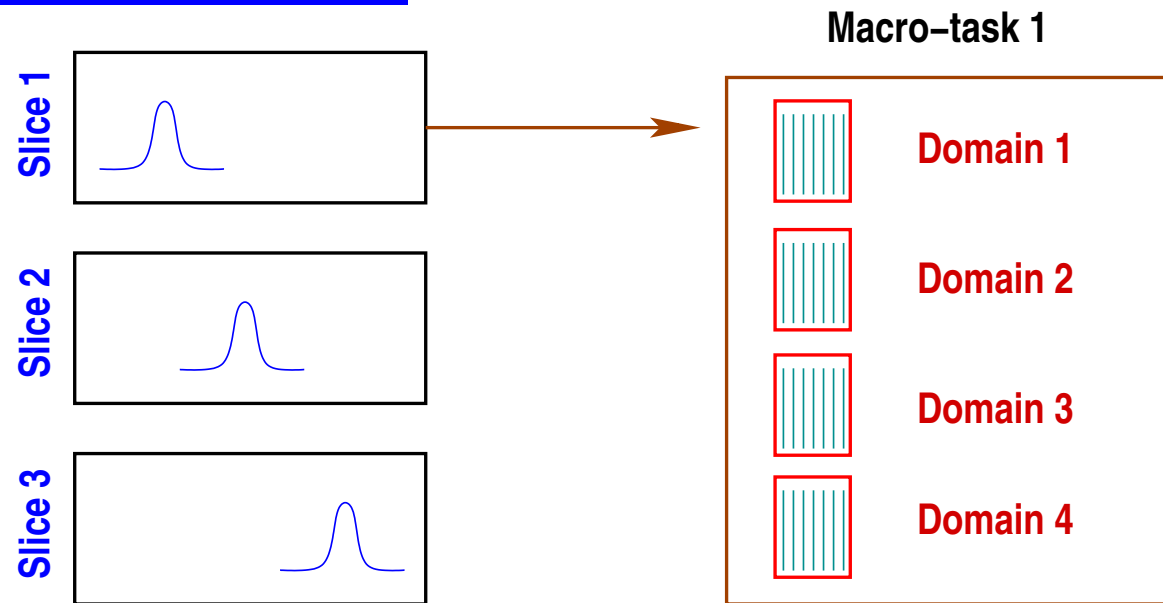 Macro–task 1
Slice 1
Slice 2
Slice 3
Domain 1
Domain 2
Domain 3
Domain 4